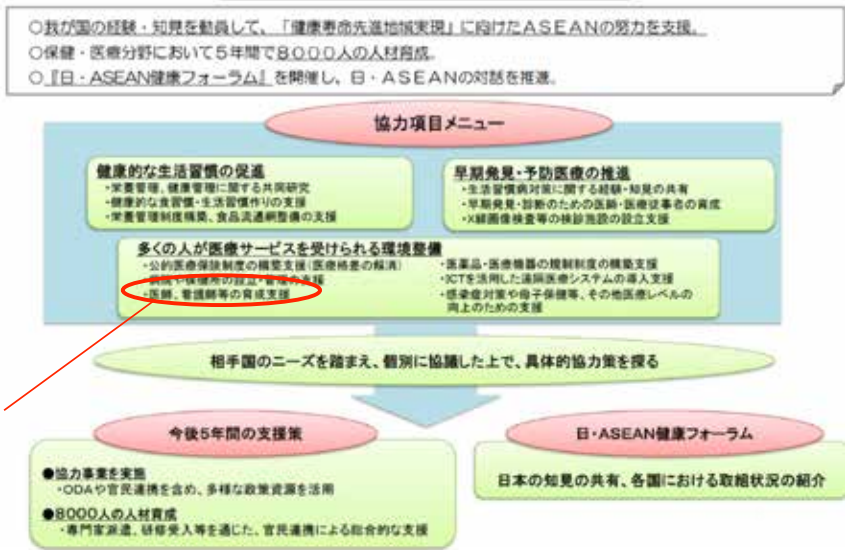 ○我が国の経験・知見を動員して、「健康寿命先進地域実現」に向けたASEANの努力を支援。
○保健・医療分野において5年間で8000人の人材育成。
○『日・ASEAN健康フォーラム』を開催し、日・ASEANの対話を推進。
協力項目メニュー
健康的な生活習慣の促進
・栄養管理、健康管理に関する共同研究
・健康的な食習慣・生活習慣作りの支援
・栄養管理制度構築、食品流通網整備の支援
早期発見・予防医療の推進
・生活習慣病対策に関する経験・知見の共有
・早期発見・診断のための医師・医療従事者の育成
・X線画像検査等の検診施設の設立支援
多くの人が医療サービスを受けられる環境整備
・公的医療保険制度の構築支援(医療格差の解消)
・病院や保健所の設立・管理の支援
・医師、看護師等の育成支援
・医薬品・医療機器の規制制度の構築支援
・ICTを活用した遠隔医療システムの導入支援
・感染症対策や母子保健等、その他医療レベルの
向上のための支援
相手国のニーズを踏まえ、個別に協議した上で、具体的協力策を探る
今後5年間の支援策
●協力事業を実施
・ODAや官民連携を含め、多様な政策資源を活用
●8000人の人材育成
・専門家派遣、研修受入等を通じた、官民連携による総合的な支援
日・ASEAN健康フォーラム
日本の知見の共有、各国における取組状況の紹介